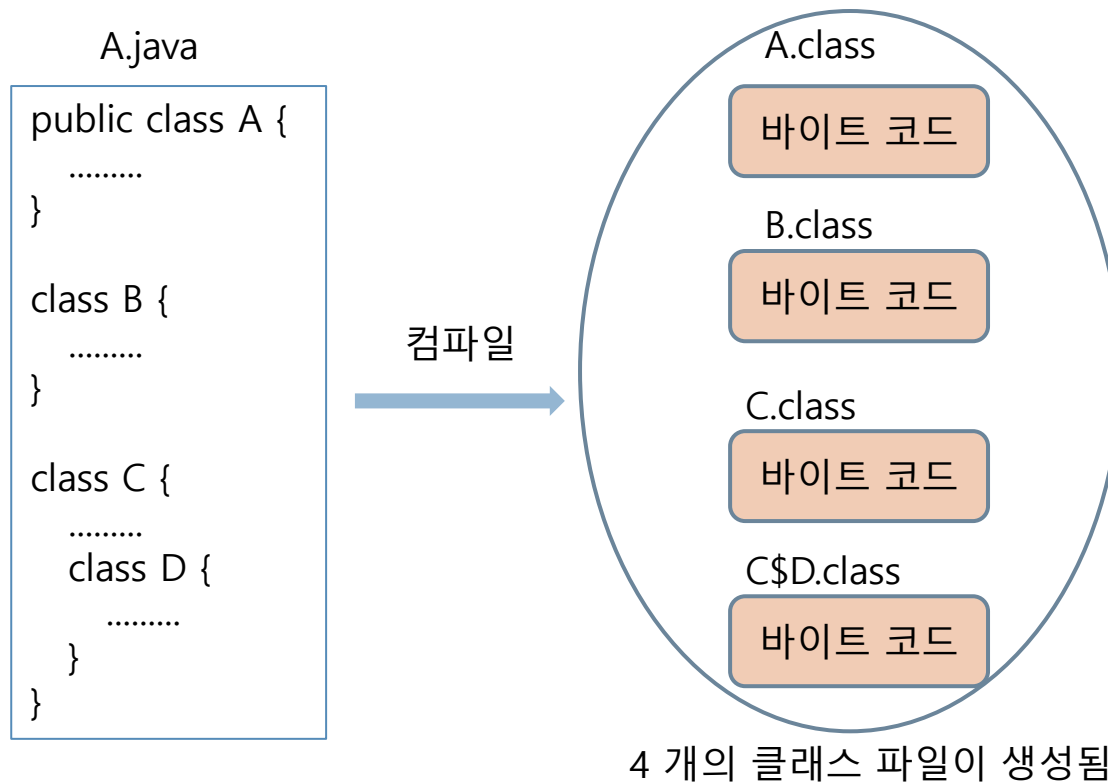 A.java
public class A {
.........
}
class B {
.........
}
class C {
.........
class D {
.........
}
}
컴파일
A.class
바이트 코드
B.class
바이트 코드
C.class
바이트 코드
C$D.class
바이트 코드
4 개의 클래스 파일이 생성됨